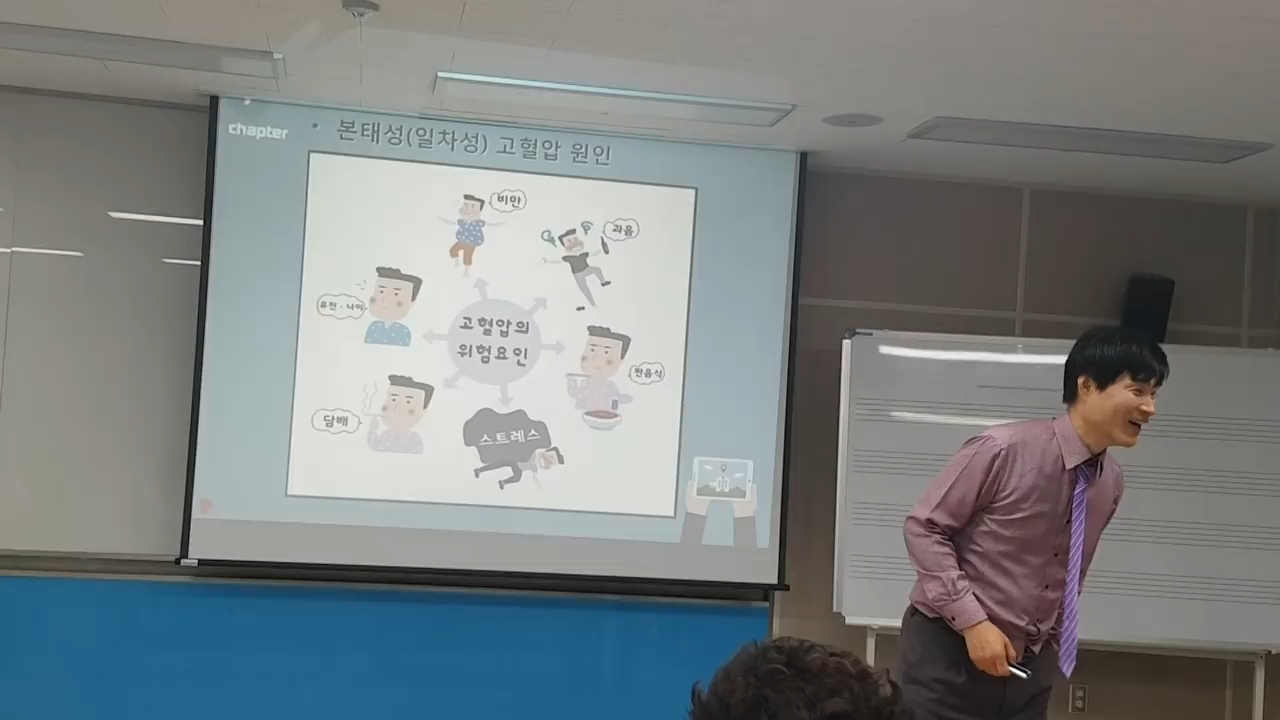 chapter
• 본태성(일차성) 고혈압 원인
비만
과음
유전·나이
고혈압의
위험요인
짠음식
담배
스트레스